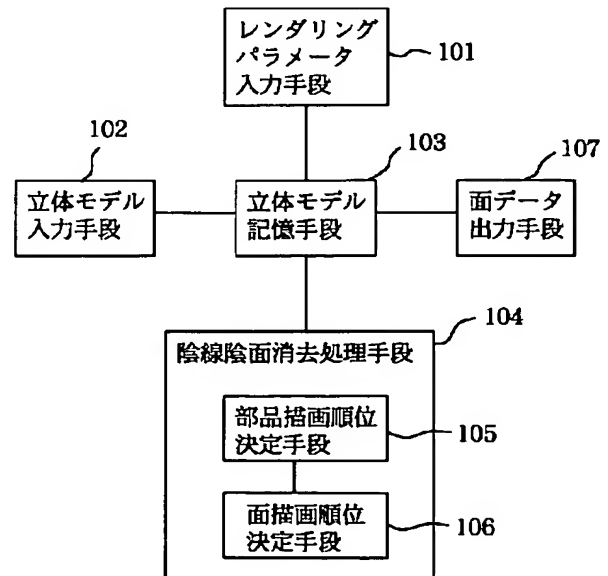 レンダリング
パラメータ
入力手段
101
102
103
107
立体モデル
入力手段
立体モデル
記憶手段
面データ
出力手段
104
陰線陰面消去処理手段
部品描画順位
決定手段
105
面描画順位
決定手段
106